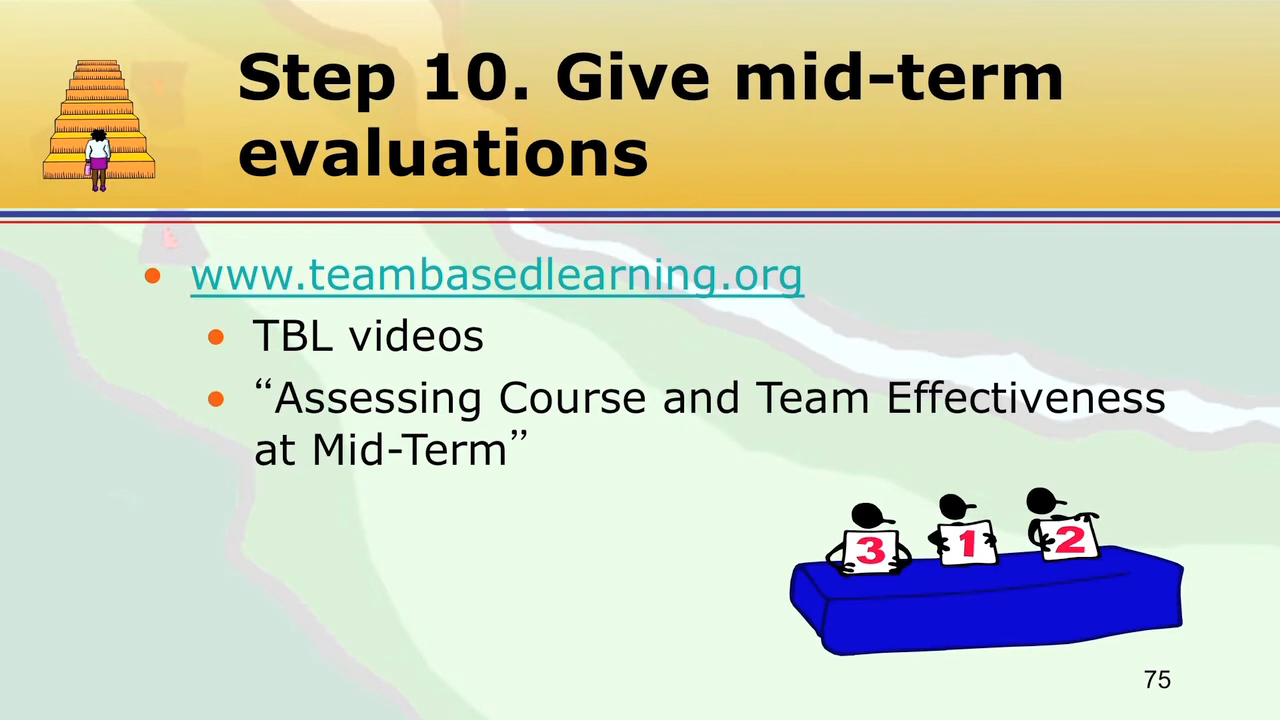 Step 10. Give mid-term
evaluations
• www.teambasedlearning.org
• TBL videos
• “Assessing Course and Team Effectiveness
at Mid-Term”
3 1 2
75